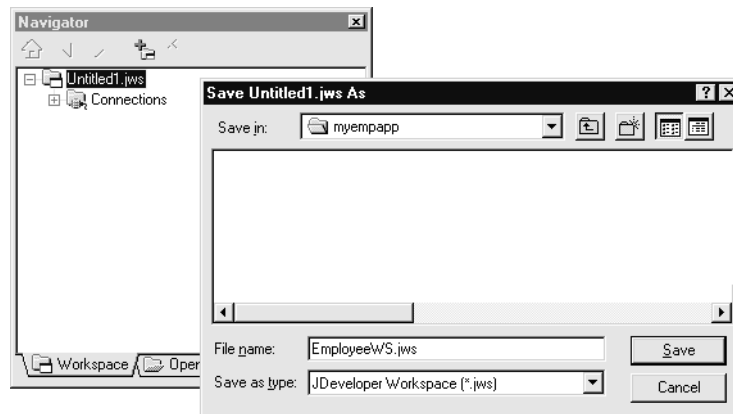 Navigator
Untitled1.jws
Connections
Workspace
Oper
Save Untitled1.jws As
Save in:
myempapp
File name:
EmployeeWS.jws
Save
Save as type:
JDeveloper Workspace (*.jws)
Cancel